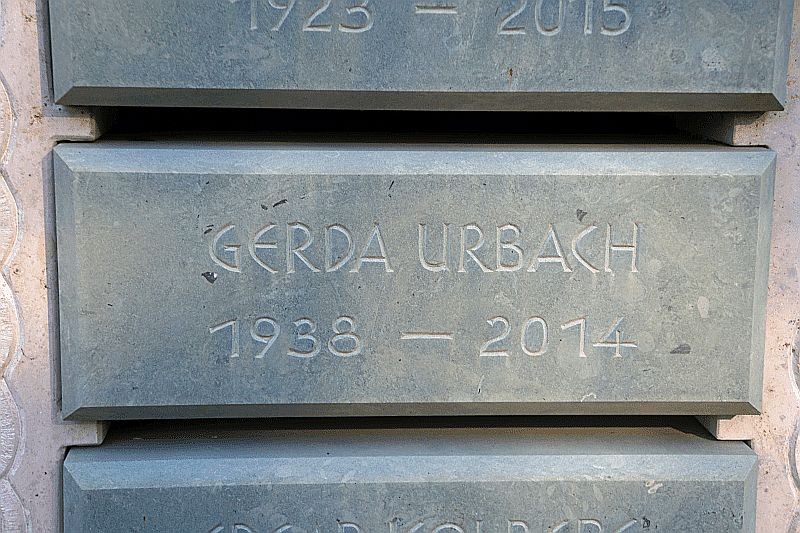 1923 – 2015
GERDA URBACH
1938 – 2014